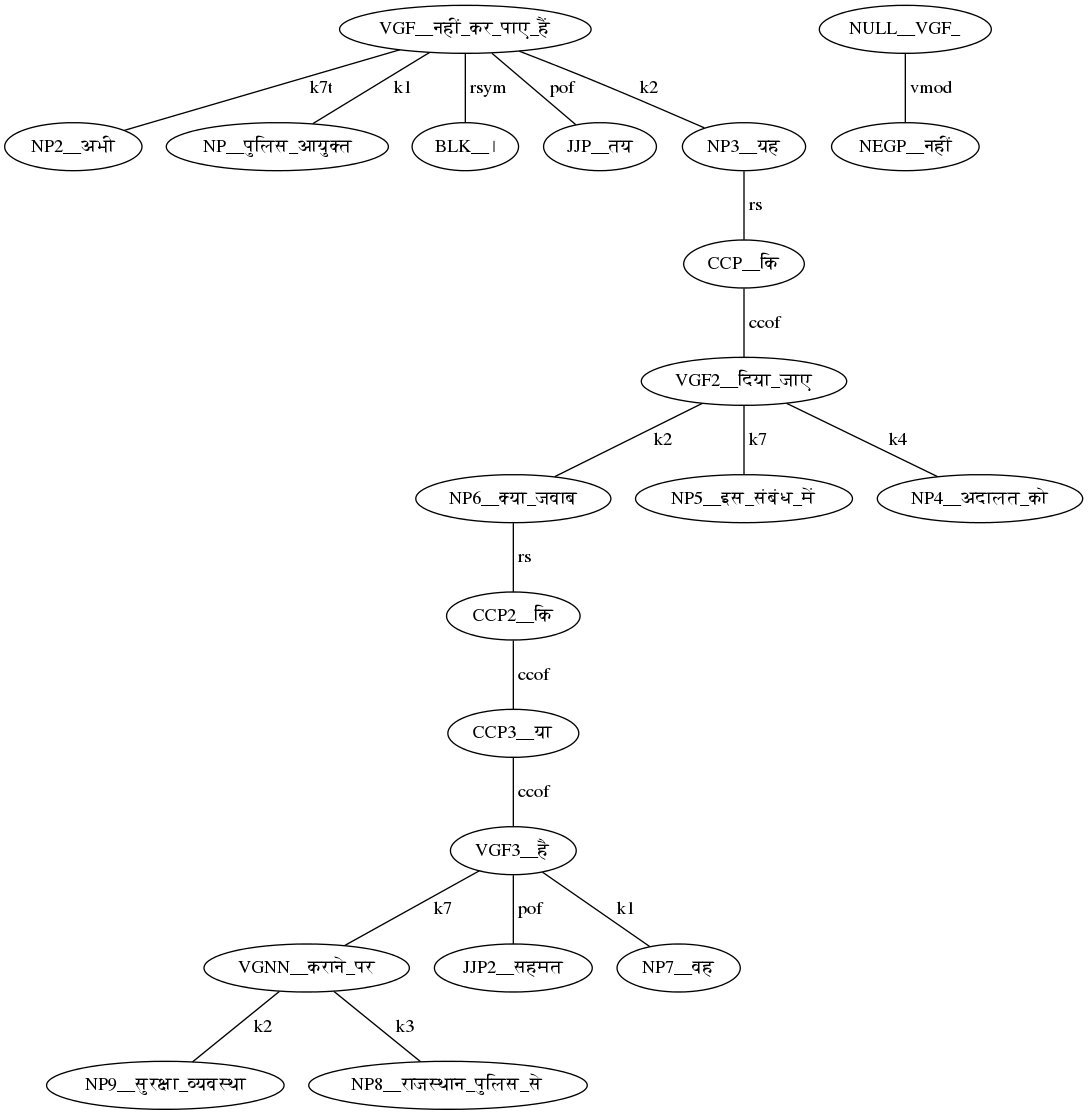 VGF__नहीं_कर_पाए_हैं NULL__VGF_
k7t k1 rsym pof k2 vmod
NP2__अभी NP__पुलिस_आयुक्त BLK__। JJP__तय NP3__यह NEGP__नहीं
rs
CCP__कि
ccof
VGF2__दिया_जाए
k2 k7 k4
NP6__क्या_जवाब NP5__इस_संबंध_में NP4__अदालत_को
rs
CCP2__कि
ccof
CCP3__या
ccof
VGF3__है
k7 pof k1
VGNN__कराने_पर JJP2__सहमत NP7__वह
k2 k3
NP9__सुरक्षा_व्यवस्था NP8__राजस्थान_पुलिस_से